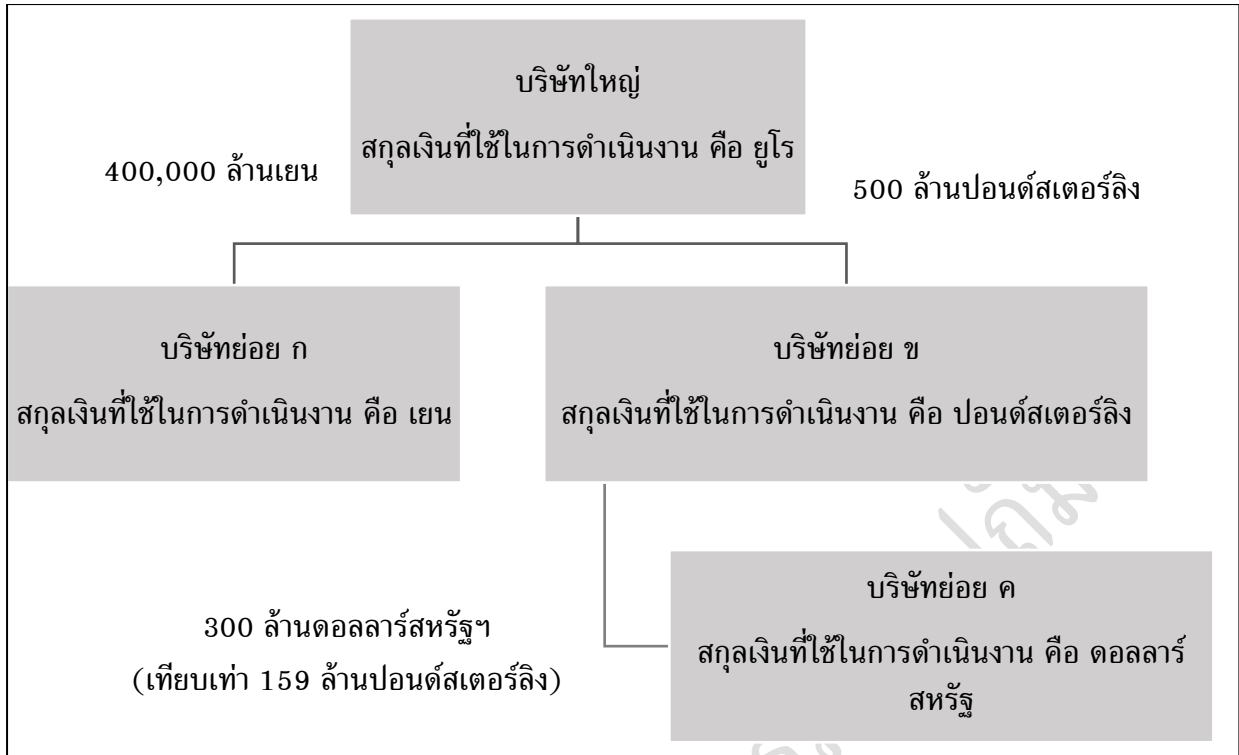 บริษัทใหญ่
สกุลเงินที่ใช้ในการดำเนินงาน คือ ยูโร
400,000 ล้านเยน
500 ล้านปอนด์สเตอร์ลิง
บริษัทย่อย ก
สกุลเงินที่ใช้ในการดำเนินงาน คือ เยน
บริษัทย่อย ข
สกุลเงินที่ใช้ในการดำเนินงาน คือ ปอนด์สเตอร์ลิง
300 ล้านดอลลาร์สหรัฐฯ
(เทียบเท่า 159 ล้านปอนด์สเตอร์ลิง)
บริษัทย่อย ค
สกุลเงินที่ใช้ในการดำเนินงาน คือ ดอลลาร์
สหรัฐ